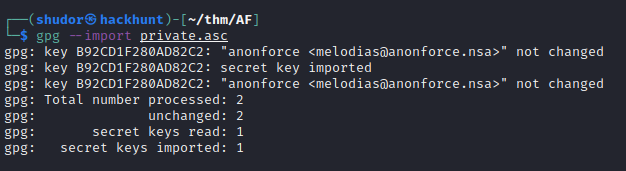 ┌──(shudor㉿hackhunt)-[~/thm/AF]
└─$ gpg --import private.asc
gpg: key B92CD1F280AD82C2: "anonforce <melodias@anonforce.nsa>" not changed
gpg: key B92CD1F280AD82C2: secret key imported
gpg: key B92CD1F280AD82C2: "anonforce <melodias@anonforce.nsa>" not changed
gpg: Total number processed: 2
gpg:              unchanged: 2
gpg:       secret keys read: 1
gpg:   secret keys imported: 1